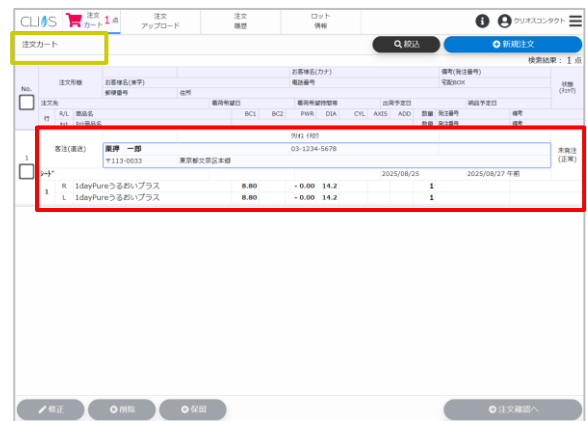 CLIOS 注文カート 1 点 注文アップロード 注文履歴 ロット情報 クリオスコンタクト
注文カート 絞込 新規注文
検索結果： 1 点
お客様名(カナ) 備考(発注番号)
No. 注文形態 お客様名(漢字) 電話番号 宅配BOX 状態
郵便番号 住所
注文先 着荷希望日 着荷希望時間帯 出荷予定日 納品予定日
行 R/L 商品名 BC1 BC2 PWR DIA CYL AXIS ADD 数量 発注番号 備考
数量 発注番号 備考
1 客注(直送) 栗押 一郎 03-1234-5678 未発注
〒113-0033 東京都文京区本郷 (正常)
シード 2025/08/25 2025/08/27 午前
1 R 1dayPureうるおいプラス 8.80 - 0.00 14.2 1
L 1dayPureうるおいプラス 8.80 - 0.00 14.2 1
修正 削除 保留 注文確認へ